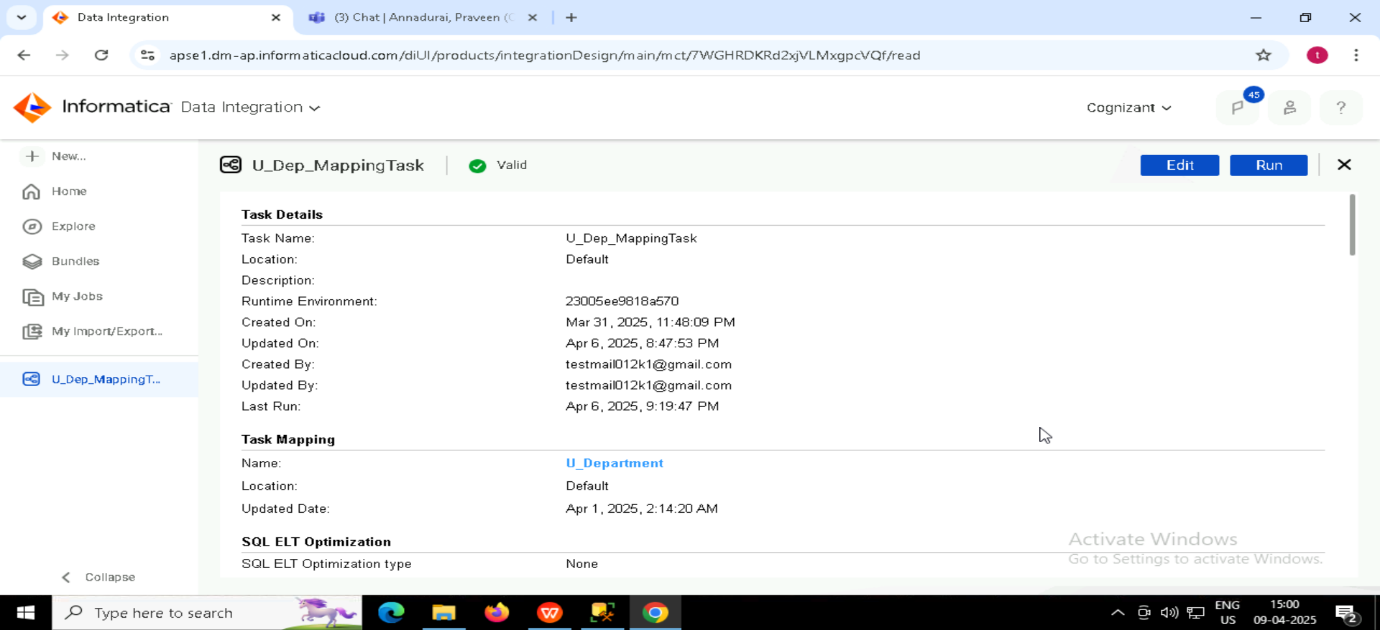 Data Integration
(3) Chat | Annadurai, Praveen (C
apse1.dm-ap.informaticacloud.com/diUI/products/integrationDesign/main/mct/7WGHRDKRd2xjVLMxgpcVQf/read
t
Informatica Data Integration
Cognizant
45
?
New...
Home
Explore
Bundles
My Jobs
My Import/Export...
U_Dep_MappingT...
Collapse
U_Dep_MappingTask
Valid
Edit
Run
Task Details
Task Name: U_Dep_MappingTask
Location: Default
Description:
Runtime Environment: 23005ee9818a570
Created On: Mar 31, 2025, 11:48:09 PM
Updated On: Apr 6, 2025, 8:47:53 PM
Created By: testmail012k1@gmail.com
Updated By: testmail012k1@gmail.com
Last Run: Apr 6, 2025, 9:19:47 PM
Task Mapping
Name: U_Department
Location: Default
Updated Date: Apr 1, 2025, 2:14:20 AM
SQL ELT Optimization
SQL ELT Optimization type None
Activate Windows
Go to Settings to activate Windows.
Type here to search
ENG
US
15:00
09-04-2025
2